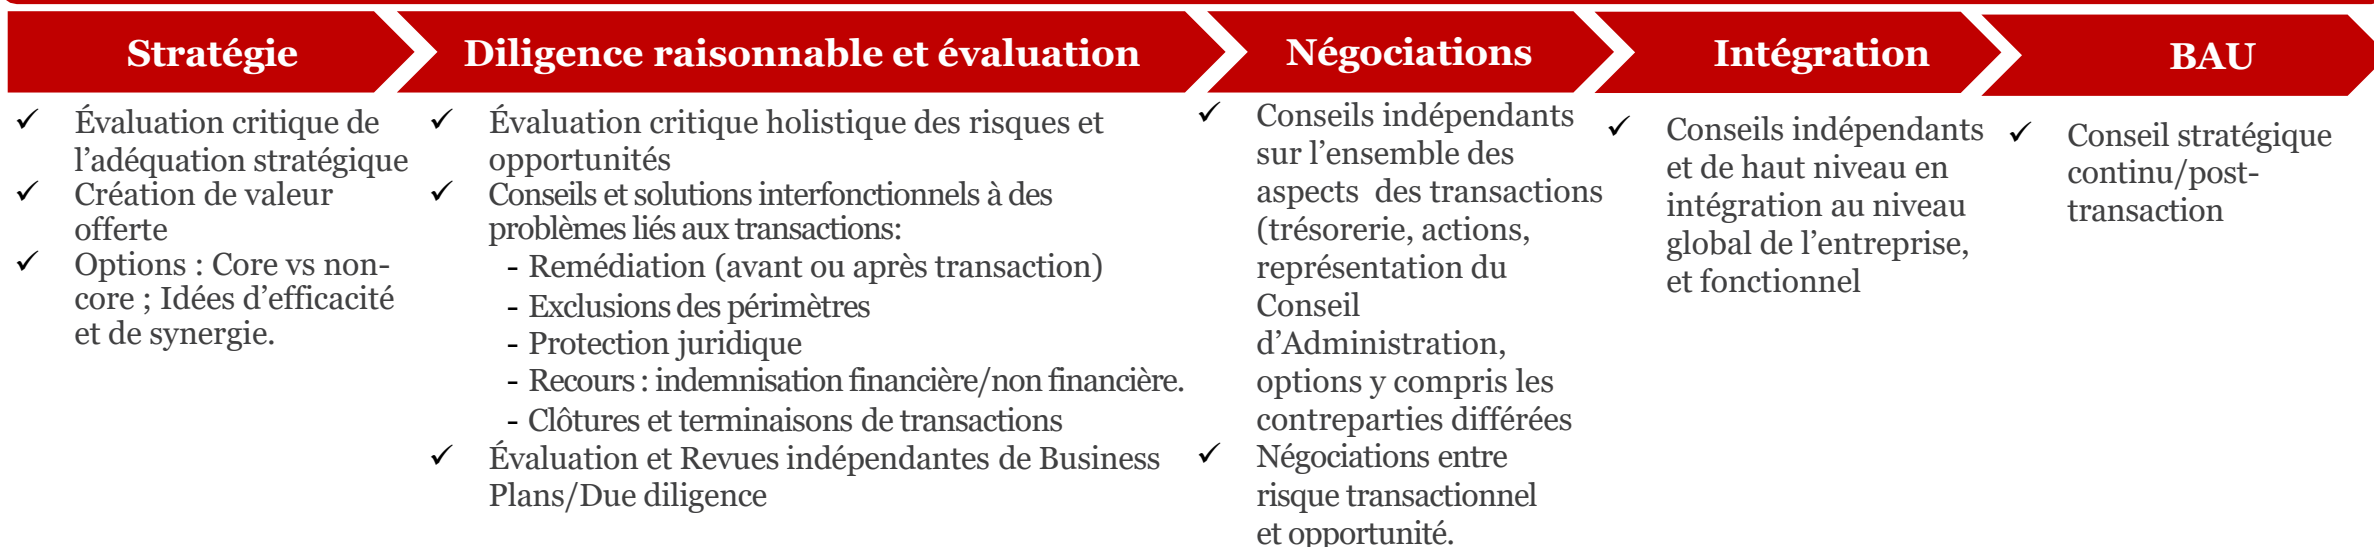 Stratégie
Diligence raisonnable et évaluation
Négociations
Intégration
BAU
✓ Évaluation critique de
l’adéquation stratégique
✓ Création de valeur
offerte
✓ Options : Core vs non-
core ; Idées d’efficacité
et de synergie.
✓ Évaluation critique holistique des risques et
opportunités
✓ Conseils et solutions interfonctionnels à des
problèmes liés aux transactions:
- Remédiation (avant ou après transaction)
- Exclusions des périmètres
- Protection juridique
- Recours : indemnisation financière/non financière.
- Clôtures et terminaisons de transactions
✓ Évaluation et Revues indépendantes de Business
Plans/Due diligence
✓ Conseils indépendants
sur l’ensemble des
aspects des transactions
(trésorerie, actions,
représentation du
Conseil
d’Administration,
options y compris les
contreparties différées
✓ Négociations entre
risque transactionnel
et opportunité.
✓ Conseils indépendants
et de haut niveau en
intégration au niveau
global de l’entreprise,
et fonctionnel
✓ Conseil stratégique
continu/post-
transaction